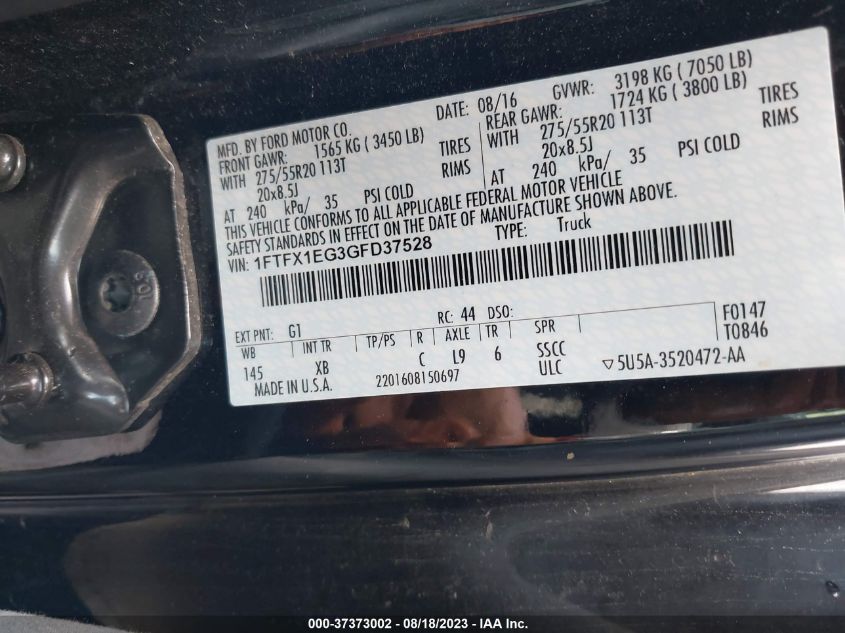 MFD. BY FORD MOTOR CO.
DATE: 08/16
GVWR: 3198 KG ( 7050 LB)
FRONT GAWR: 1565 KG ( 3450 LB)
REAR GAWR: 1724 KG ( 3800 LB)
WITH 275/55R20 113T TIRES
WITH 275/55R20 113T TIRES
20x8.5J RIMS
20x8.5J RIMS
AT 240 kPa/ 35 PSI COLD
AT 240 kPa/ 35 PSI COLD
THIS VEHICLE CONFORMS TO ALL APPLICABLE FEDERAL MOTOR VEHICLE
SAFETY STANDARDS IN EFFECT ON THE DATE OF MANUFACTURE SHOWN ABOVE.
VIN: 1FTFX1EG3GFD37528
TYPE: Truck
EXT PNT: G1
RC: 44 DSO:
F0147
WB INT TR TP/PS R AXLE TR SPR
T0846
145 XB C L9 6 SSCC
ULC
▽5U5A-3520472-AA
MADE IN U.S.A.
2201608150697
10.9
000-37373002 - 08/18/2023 - IAA Inc.